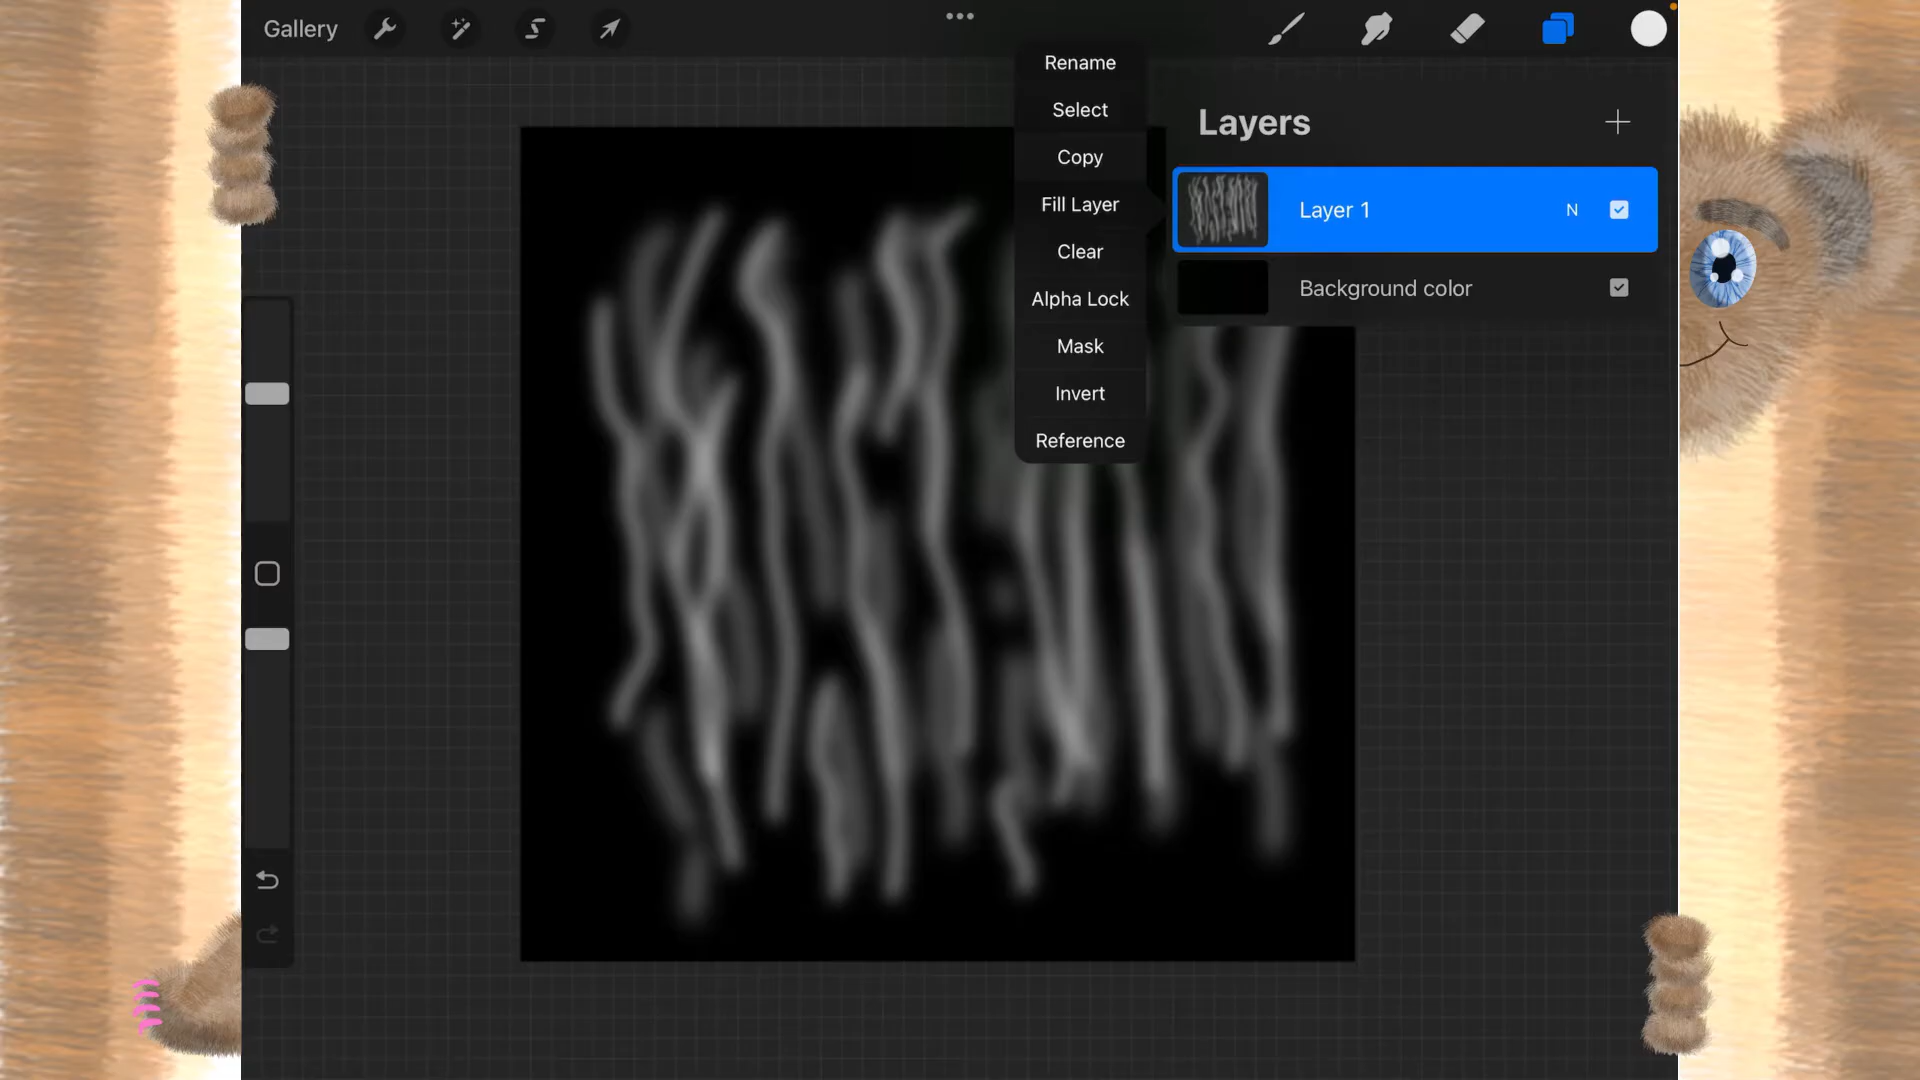 Gallery
Rename
Select
Copy
Fill Layer
Clear
Alpha Lock
Mask
Invert
Reference
Layers
Layer 1
N
Background color